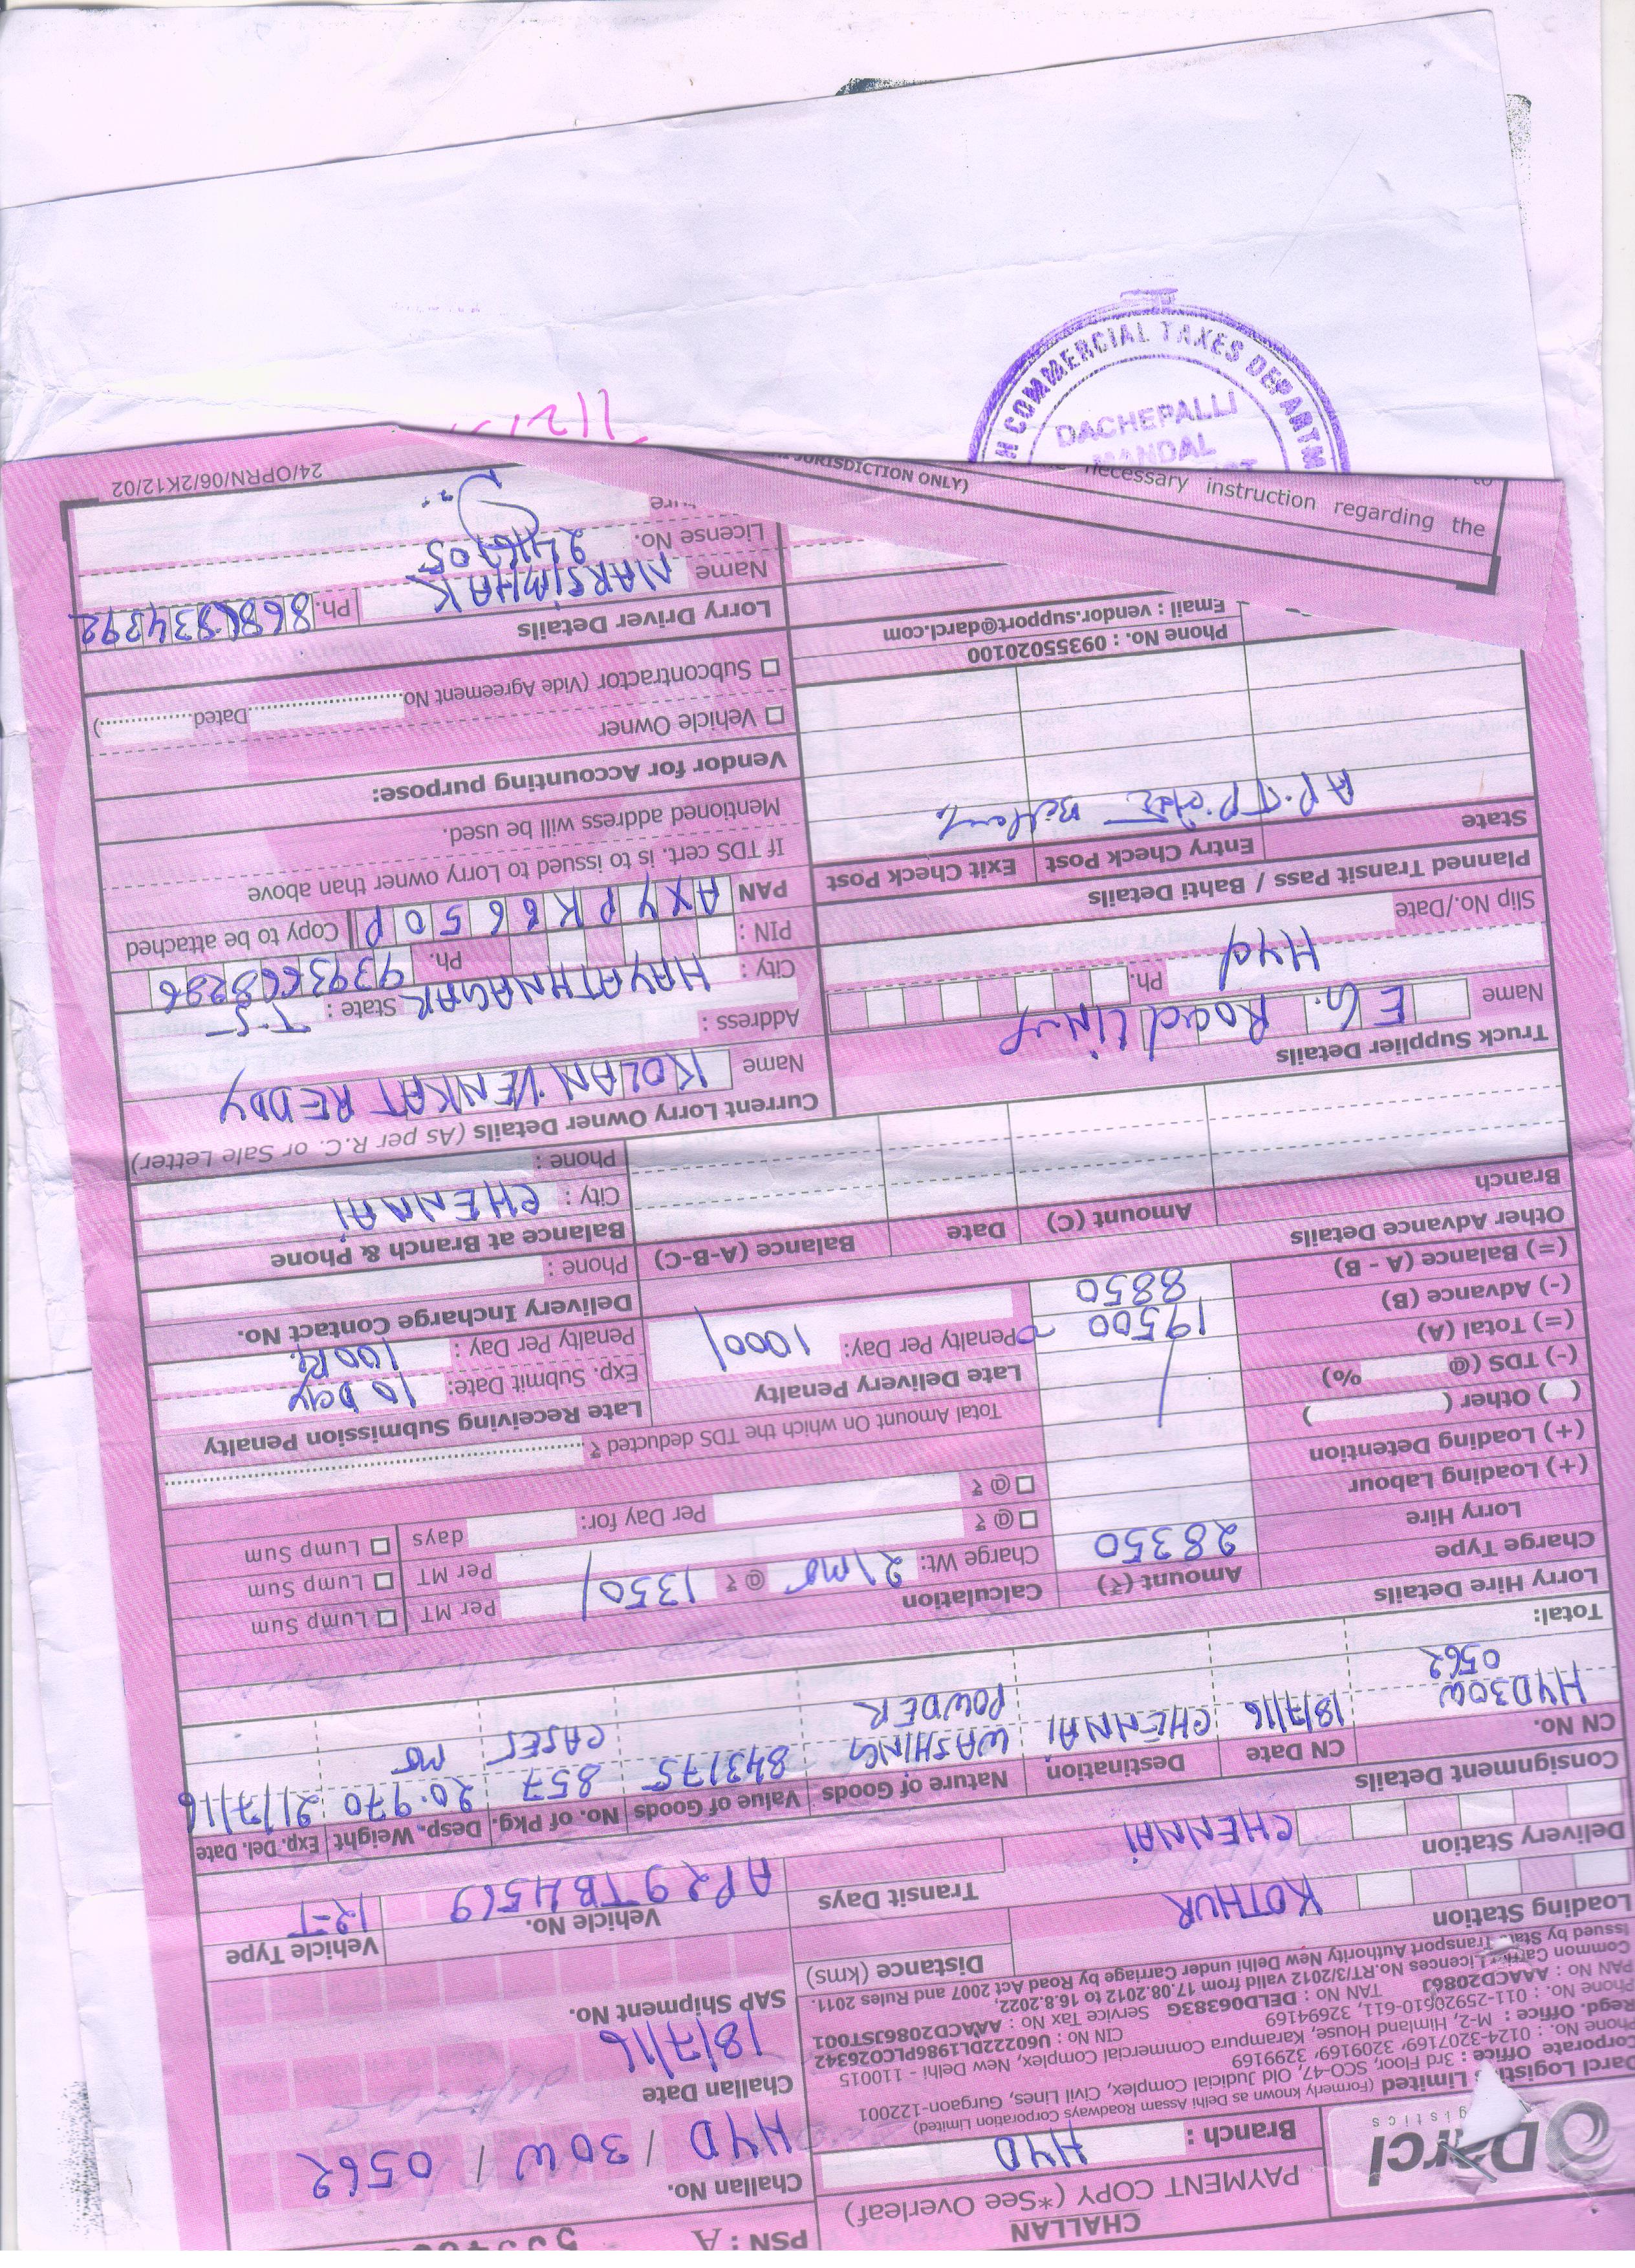 PSN : A
CHALLAN
PAYMENT COPY (*See Overleaf)
Darcl
Branch : HYD
Challan No.
HYD / 30W / 0562
Darcl Logistics Limited (Formerly known as Delhi Assam Roadways Corporation Limited)
Corporate Office : 3rd Floor, SCO-47, Old Judicial Complex, Civil Lines, Gurgaon-122001
Phone No. : 0124-3207169, 3209169, 3299169
Regd. Office : M-2, Himland House, Karampura Commercial Complex, New Delhi - 110015
Phone No. : 011-25920610-611, 32694169 CIN No : U60222DL1986PLCO26342
PAN No : AAACD2086J TAN No : DELD06383G Service Tax No : AAACD2086JST001
Common Carrier Licences No.RT/3/2012 valid from 17.08.2012 to 16.8.2022,
Issued by State Transport Authority New Delhi under Carriage by Road Act 2007 and Rules 2011.
Challan Date
18/7/16
SAP Shipment No.
Loading Station
KOTHUR
Distance (kms)
Vehicle No.
AP29TB4569
Vehicle Type
12-T
Delivery Station
CHENNAI
Transit Days
Consignment Details
CN No. CN Date Destination Nature of Goods Value of Goods No. of Pkg. Desp. Weight Exp. Del. Date
HYD30W 18/7/16 CHENNAI WASHING 843175 857 20.970 21/7/16
0562 POWDER CASES MT
Total:
Lorry Hire Details
Charge Type Amount (₹) Calculation
Lorry Hire 28350 Charge Wt: 21 MT @ ₹ 1350/ Per MT Lump Sum
(+) Loading Labour @ ₹ Per MT Lump Sum
(+) Loading Detention @ ₹ Per Day for: days Lump Sum
( ) Other ( )
Total Amount On which the TDS deducted ₹
(-) TDS (@ %)
(=) Total (A)
(-) Advance (B) 19500
(=) Balance (A - B) 8850
Late Delivery Penalty
Penalty Per Day: 1000/
Late Receiving Submission Penalty
Exp. Submit Date: 10 Day
Penalty Per Day : 100
Delivery Incharge Contact No.
Phone :
Other Advance Details
Branch Amount (C) Date Balance (A-B-C)
Balance at Branch & Phone
City : CHENNAI
Phone :
Truck Supplier Details
Name E G. Road Lines
Hyd Ph.
Slip No./Date
Planned Transit Pass / Bahti Details
State Entry Check Post Exit Check Post
Phone No. : 09355020100
Email : vendor.support@darcl.com
Current Lorry Owner Details (As per R.C. or Sale Letter)
Name KOLAN VENKAT REDDY
Address :
City : HAYATHNAGAR State : T.S
PIN : Ph. 9393668296
PAN AXYPK6650P Copy to be attached
If TDS cert. is to issued to Lorry owner than above
Mentioned address will be used.
Vendor for Accounting purpose:
Vehicle Owner
Subcontractor (Vide Agreement No. Dated )
Lorry Driver Details
Ph. 8686834392
Name NARSIMHA K
License No.
24/OPRN/06/2K12/02
necessary instruction regarding the
JURISDICTION ONLY)
COMMERCIAL TAXES DEPARTM
DACHEPALLI
MANDAL